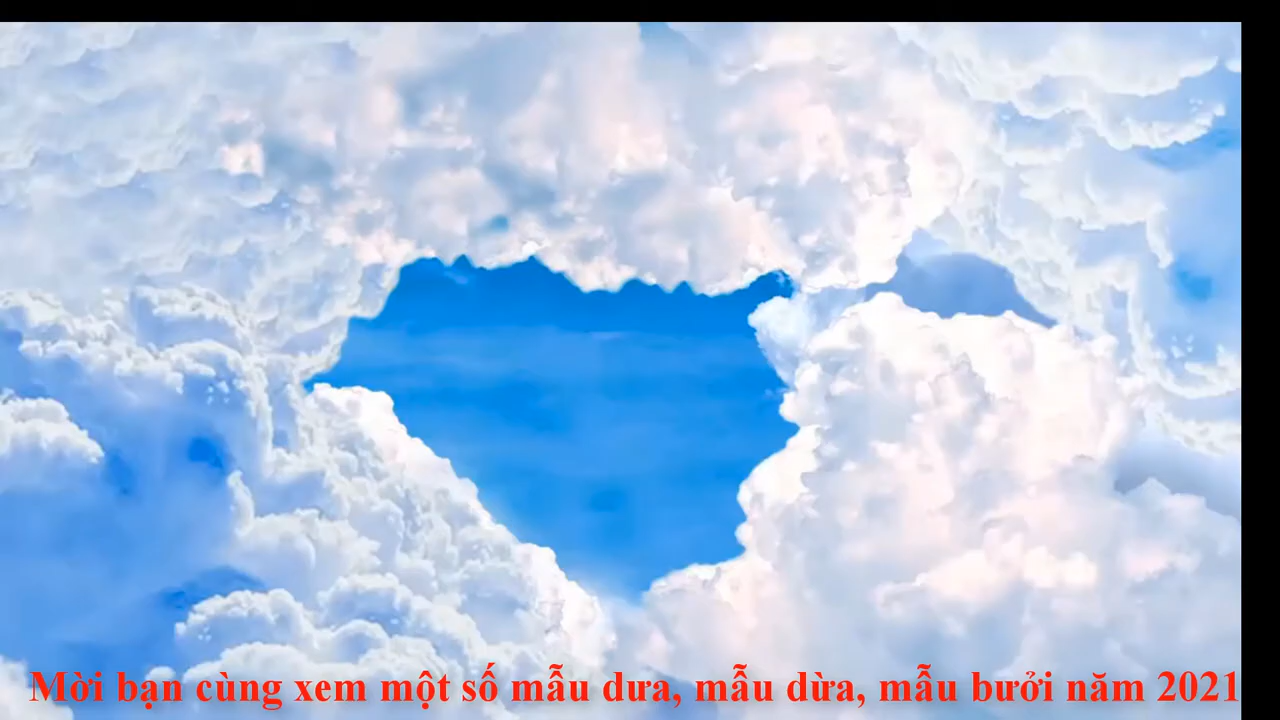 Mời bạn cùng xem một số mẫu dưa, mẫu dừa, mẫu bưởi năm 2021